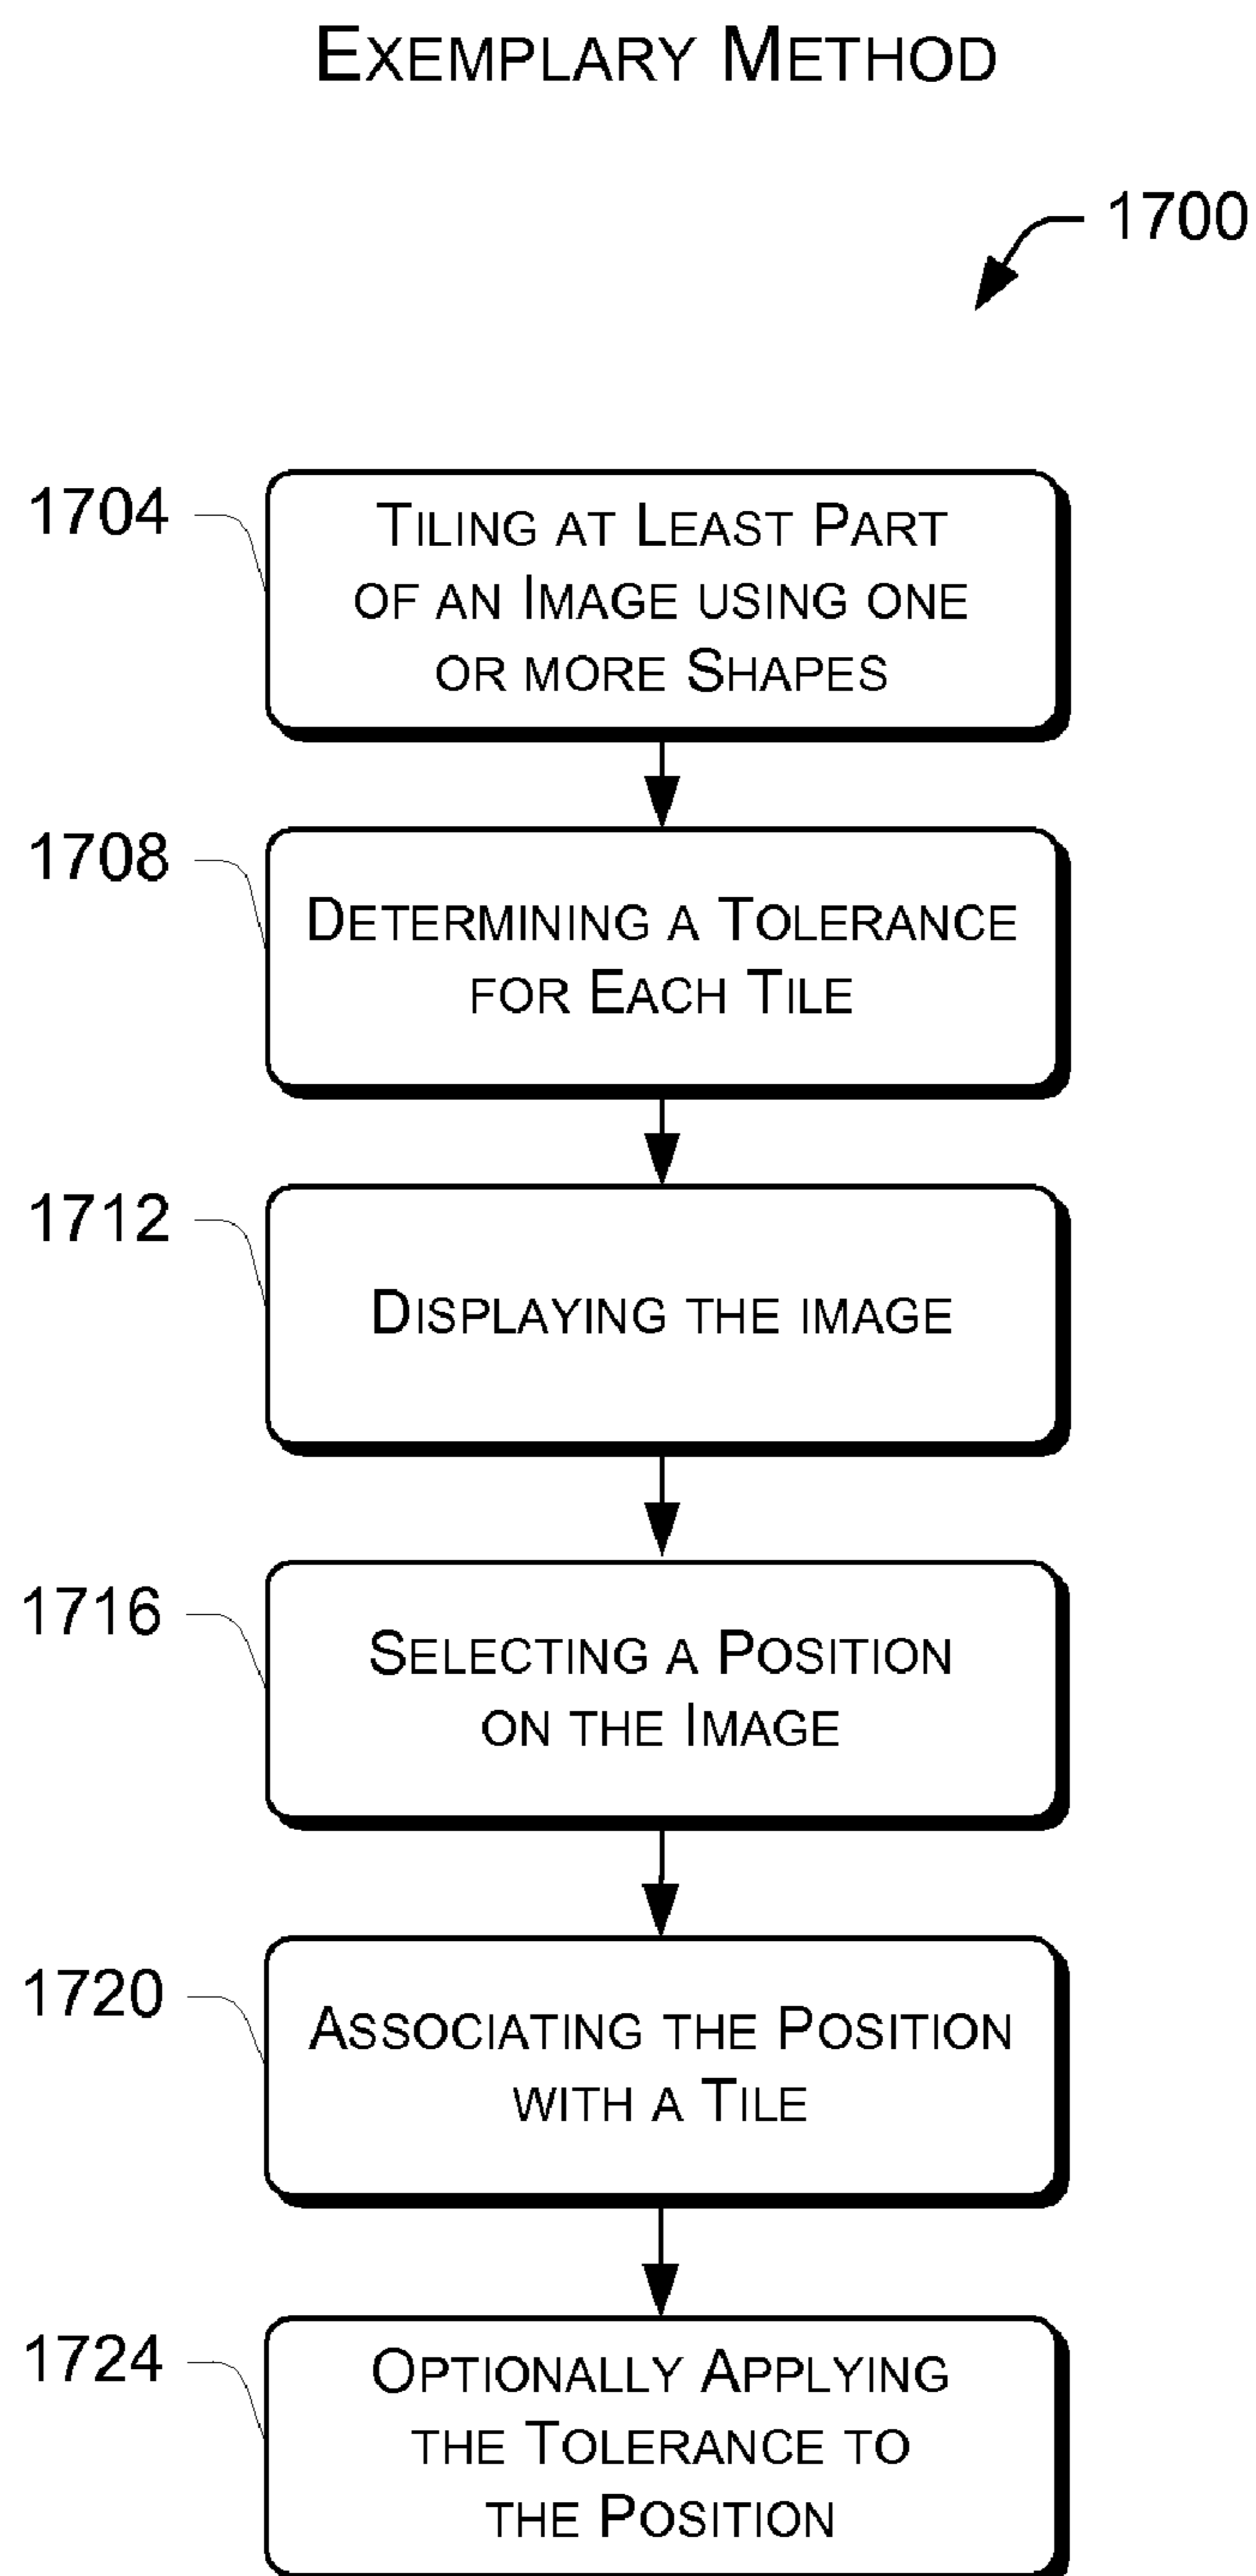 EXEMPLARY METHOD
1700
1704
TILING AT LEAST PART
OF AN IMAGE USING ONE
OR MORE SHAPES
1708
DETERMINING A TOLERANCE
FOR EACH TILE
1712
DISPLAYING THE IMAGE
1716
SELECTING A POSITION
ON THE IMAGE
1720
ASSOCIATING THE POSITION
WITH A TILE
1724
OPTIONALLY APPLYING
THE TOLERANCE TO
THE POSITION